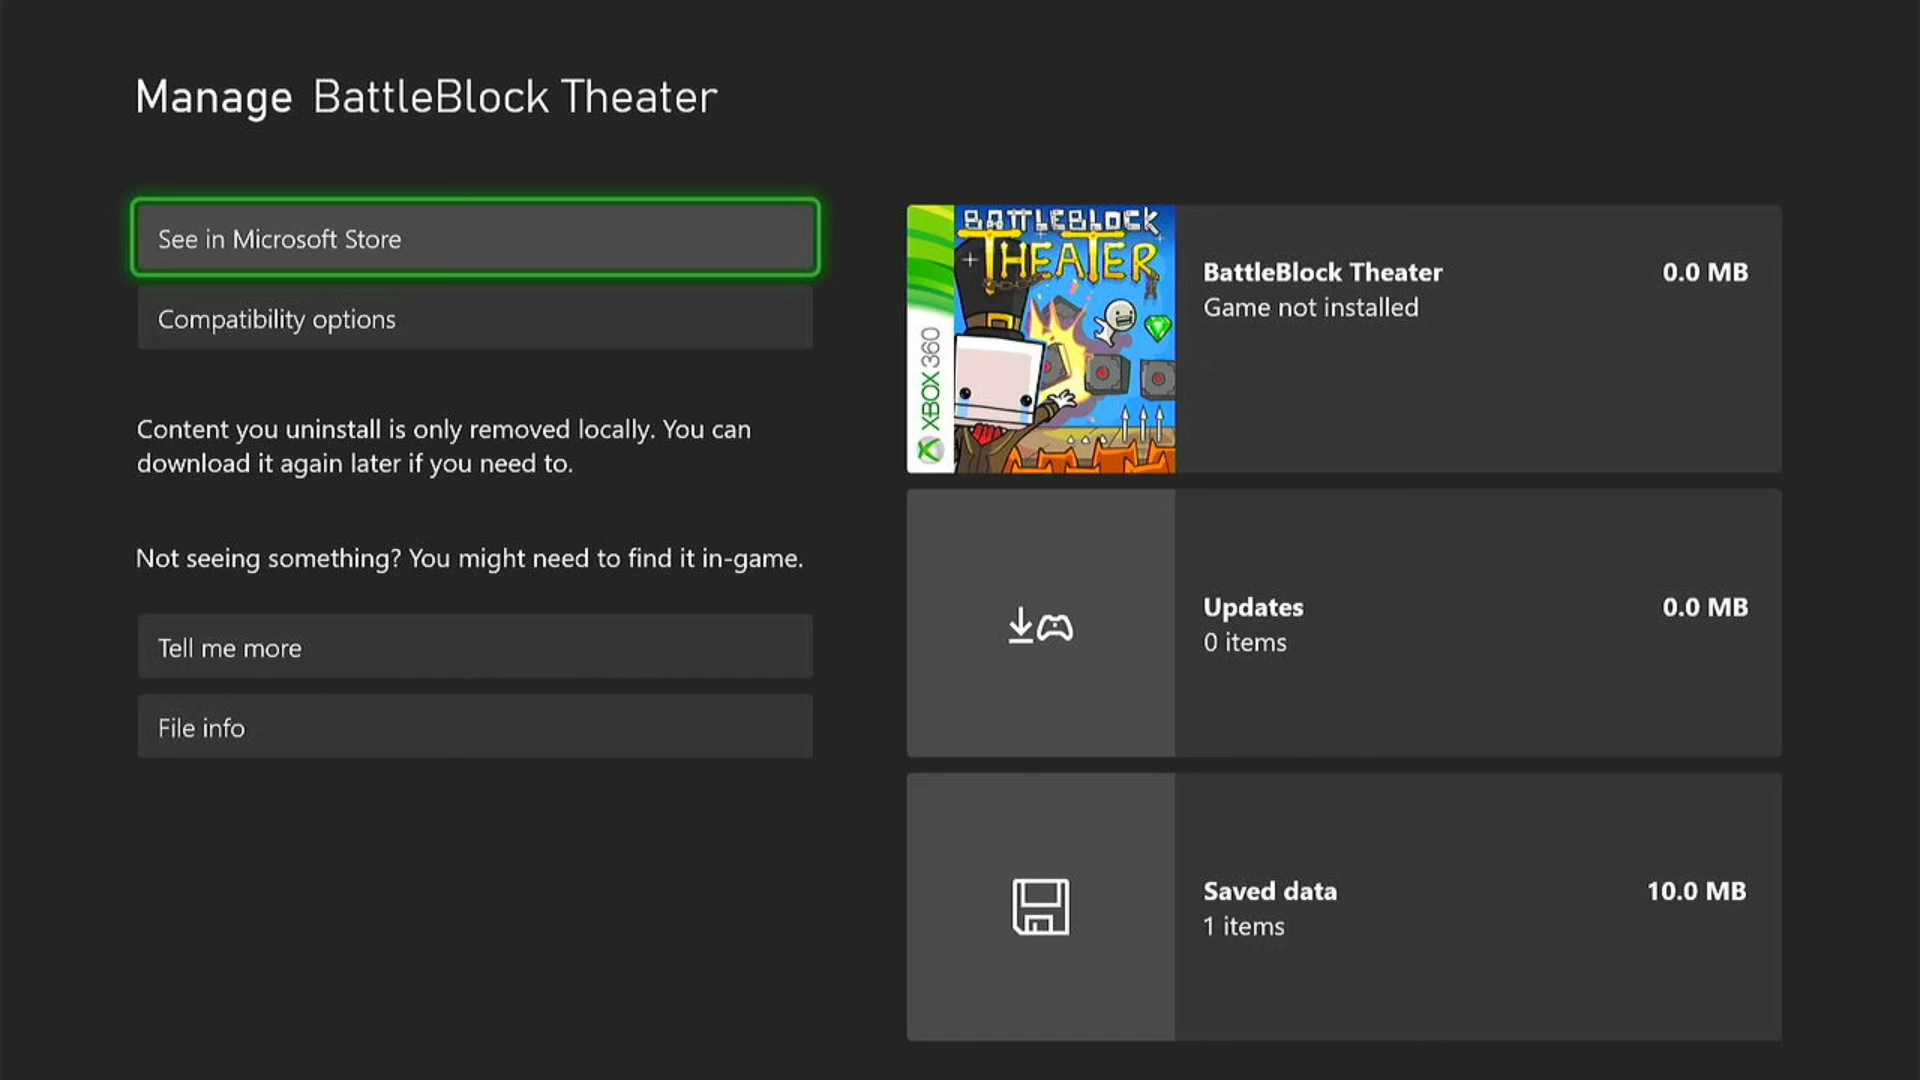 Manage BattleBlock Theater
See in Microsoft Store
Compatibility options
Content you uninstall is only removed locally. You can
download it again later if you need to.
Not seeing something? You might need to find it in-game.
Tell me more
File info
BATTLEBLOCK
THEATER
XBOX 360
BattleBlock Theater
0.0 MB
Game not installed
Updates
0.0 MB
0 items
Saved data
10.0 MB
1 items